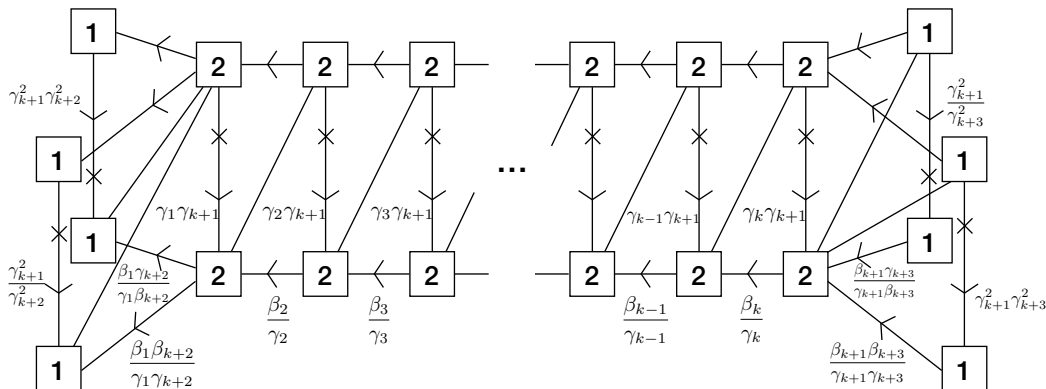 1 1
2 2 2 2 2 2
γ²ₖ₊₁γ²ₖ₊₂ γ²ₖ₊₁/γ²ₖ₊₃
1 1
...
γ₁γₖ₊₁ γ₂γₖ₊₁ γ₃γₖ₊₁ γₖ₋₁γₖ₊₁ γₖγₖ₊₁
1 1
2 2 2 2 2 2
γ²ₖ₊₁/γ²ₖ₊₂ β₁γₖ₊₂/γ₁βₖ₊₂ βₖ₊₁γₖ₊₃/γₖ₊₁βₖ₊₃ γ²ₖ₊₁γ²ₖ₊₃
β₂/γ₂ β₃/γ₃ βₖ₋₁/γₖ₋₁ βₖ/γₖ
β₁βₖ₊₂/γ₁γₖ₊₂ βₖ₊₁βₖ₊₃/γₖ₊₁γₖ₊₃
1 1